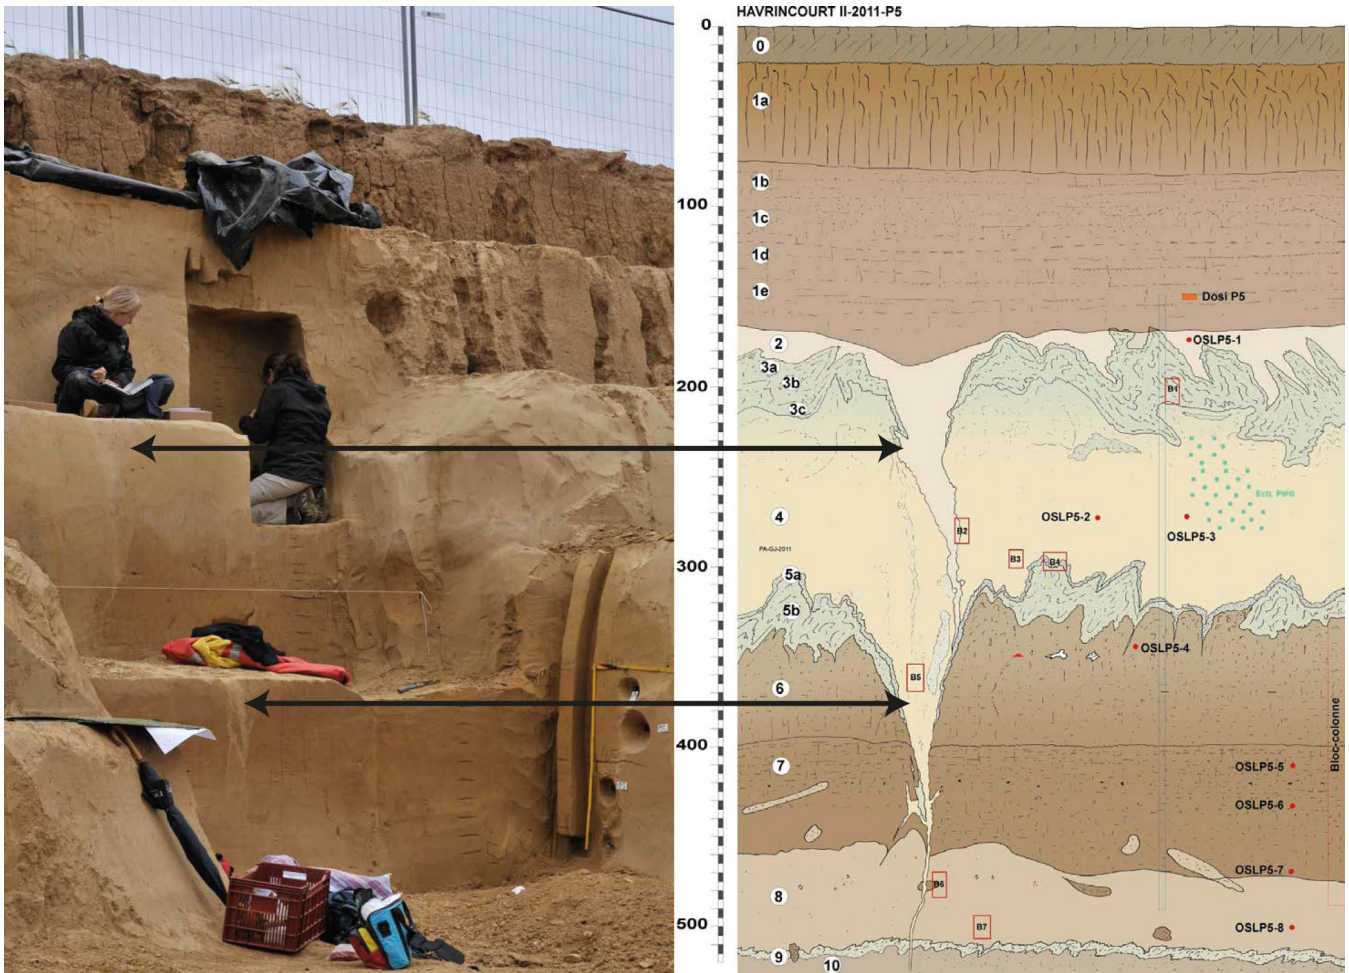 HAVRINCOURT II-2011-P5
0
0
1a
1b
100
1c
1d
1e
Dosi P5
2
OSLP5-1
3a
3b
200
B1
3c
Ech. PMB
4
OSLP5-2
OSLP5-3
B2
PA-GJ-2011
B3
B4
300
5a
5b
OSLP5-4
B5
6
400
7
OSLP5-5
Bloc-colonne
OSLP5-6
OSLP5-7
B6
8
500
B7
OSLP5-8
9
10